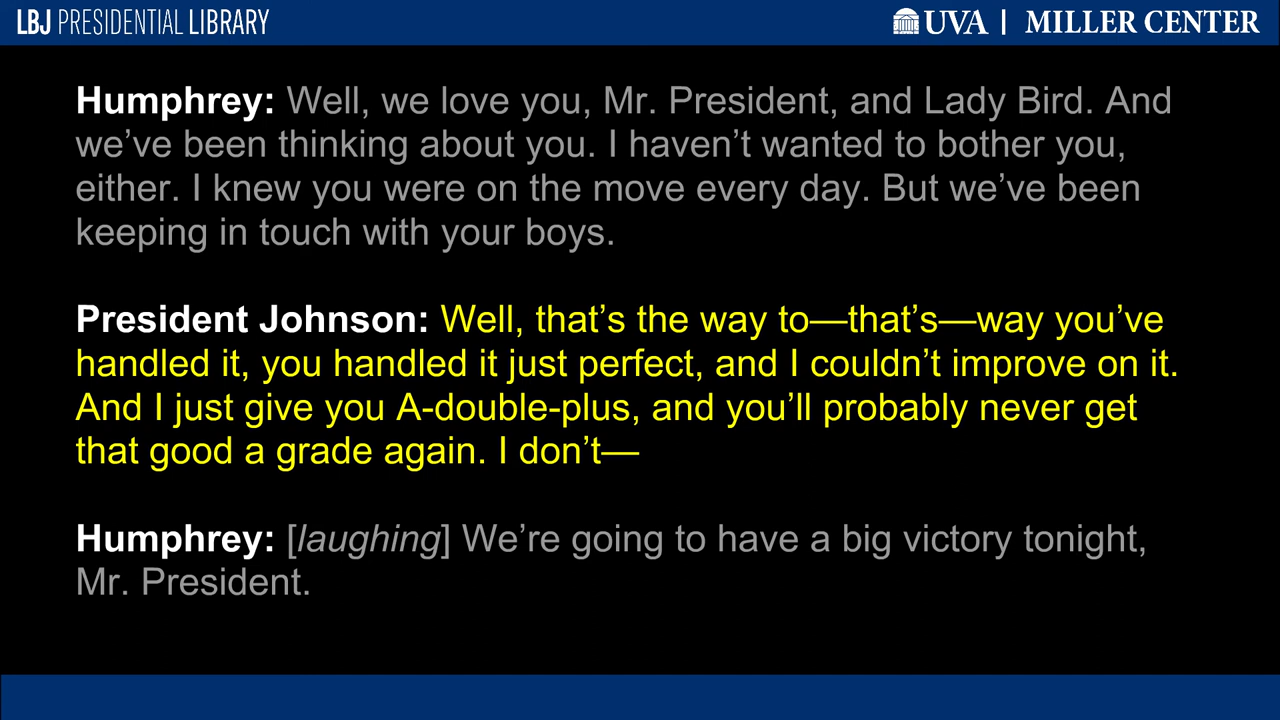 LBJ PRESIDENTIAL LIBRARY
UVA | MILLER CENTER
Humphrey: Well, we love you, Mr. President, and Lady Bird. And
we’ve been thinking about you. I haven’t wanted to bother you,
either. I knew you were on the move every day. But we’ve been
keeping in touch with your boys.
President Johnson: Well, that’s the way to—that’s—way you’ve
handled it, you handled it just perfect, and I couldn’t improve on it.
And I just give you A-double-plus, and you’ll probably never get
that good a grade again. I don’t—
Humphrey: [laughing] We’re going to have a big victory tonight,
Mr. President.